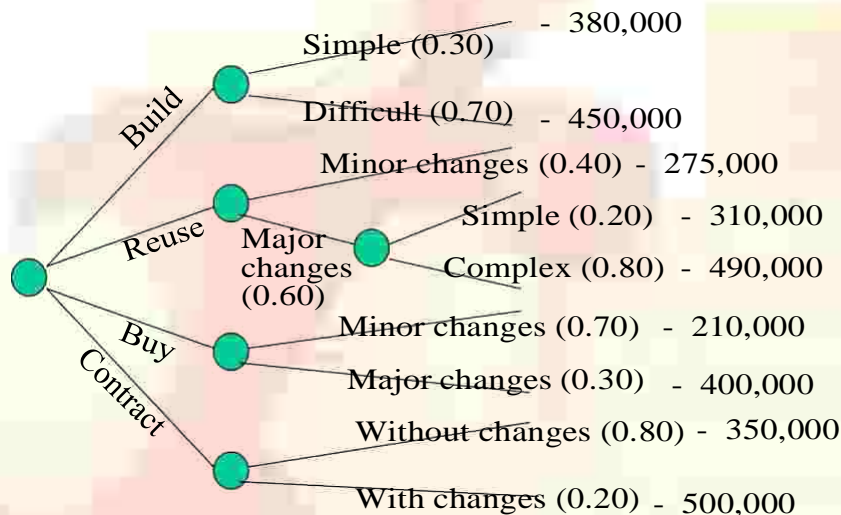 Simple (0.30) - 380,000
Build
Difficult (0.70) - 450,000
Minor changes (0.40) - 275,000
Reuse
Simple (0.20) - 310,000
Major
changes
(0.60)
Complex (0.80) - 490,000
Buy
Minor changes (0.70) - 210,000
Major changes (0.30) - 400,000
Contract
Without changes (0.80) - 350,000
With changes (0.20) - 500,000